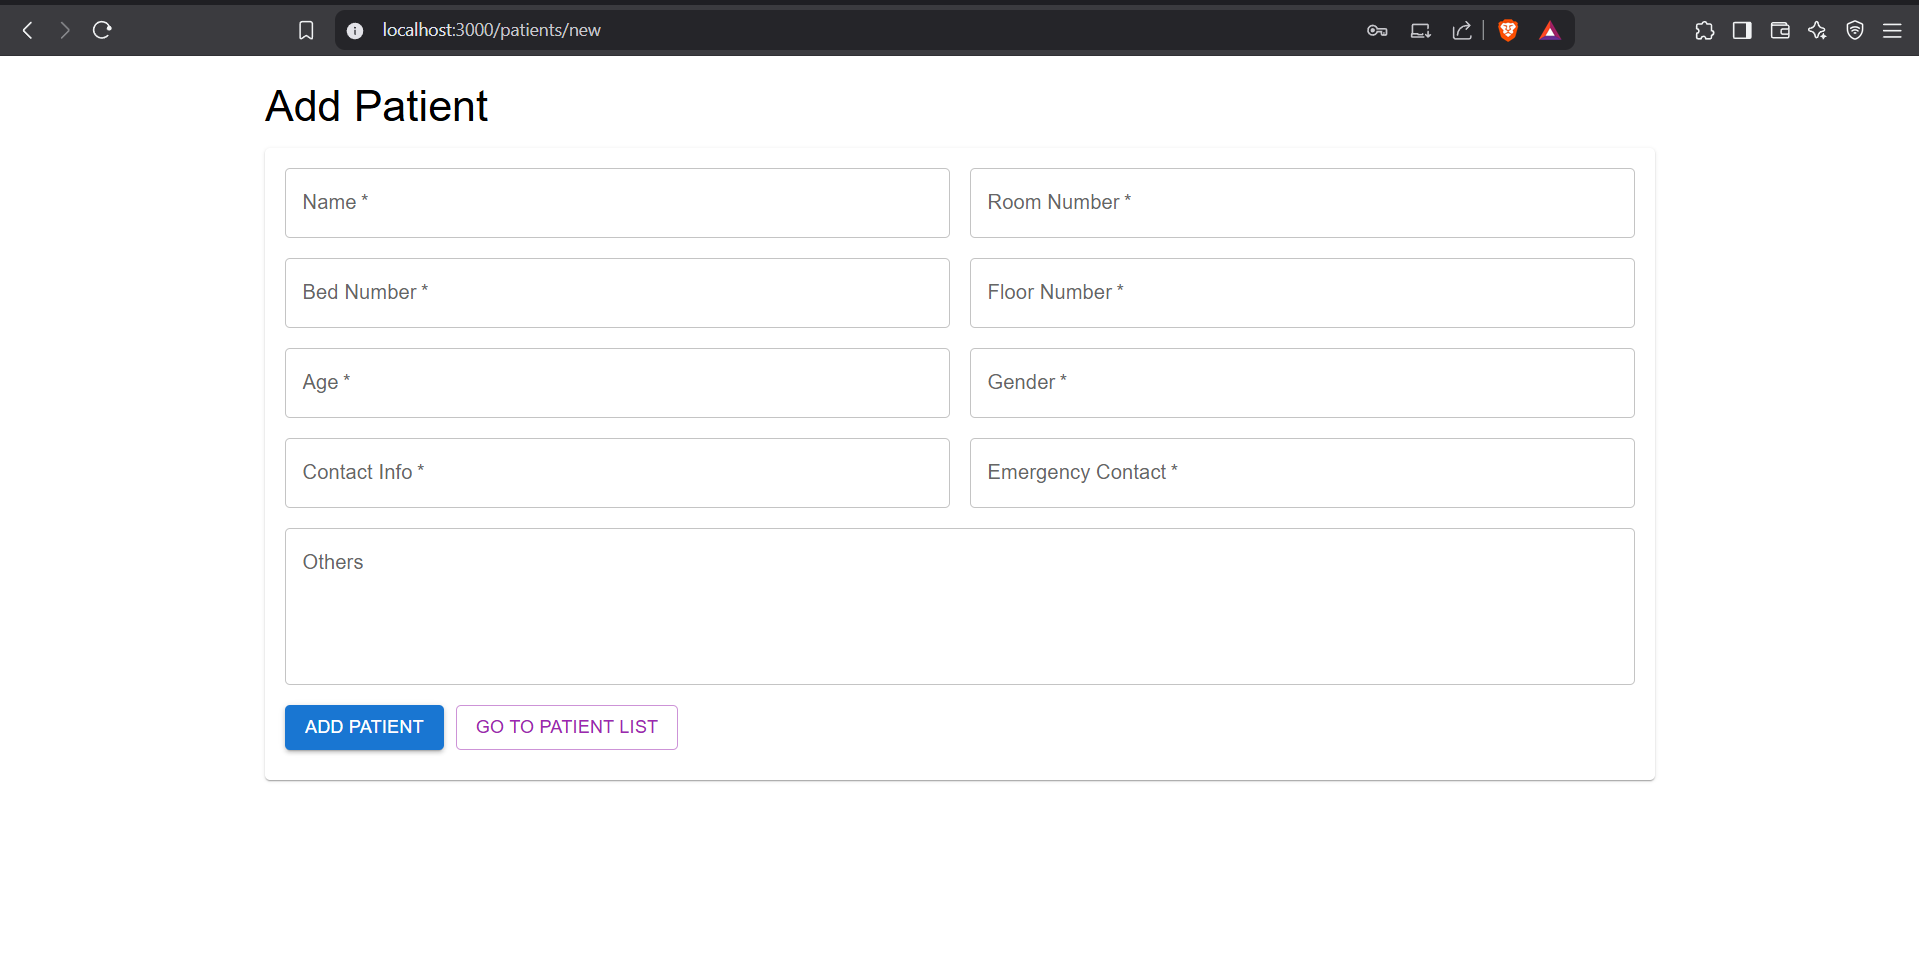 localhost:3000/patients/new
Add Patient
Name *
Room Number *
Bed Number *
Floor Number *
Age *
Gender *
Contact Info *
Emergency Contact *
Others
ADD PATIENT
GO TO PATIENT LIST